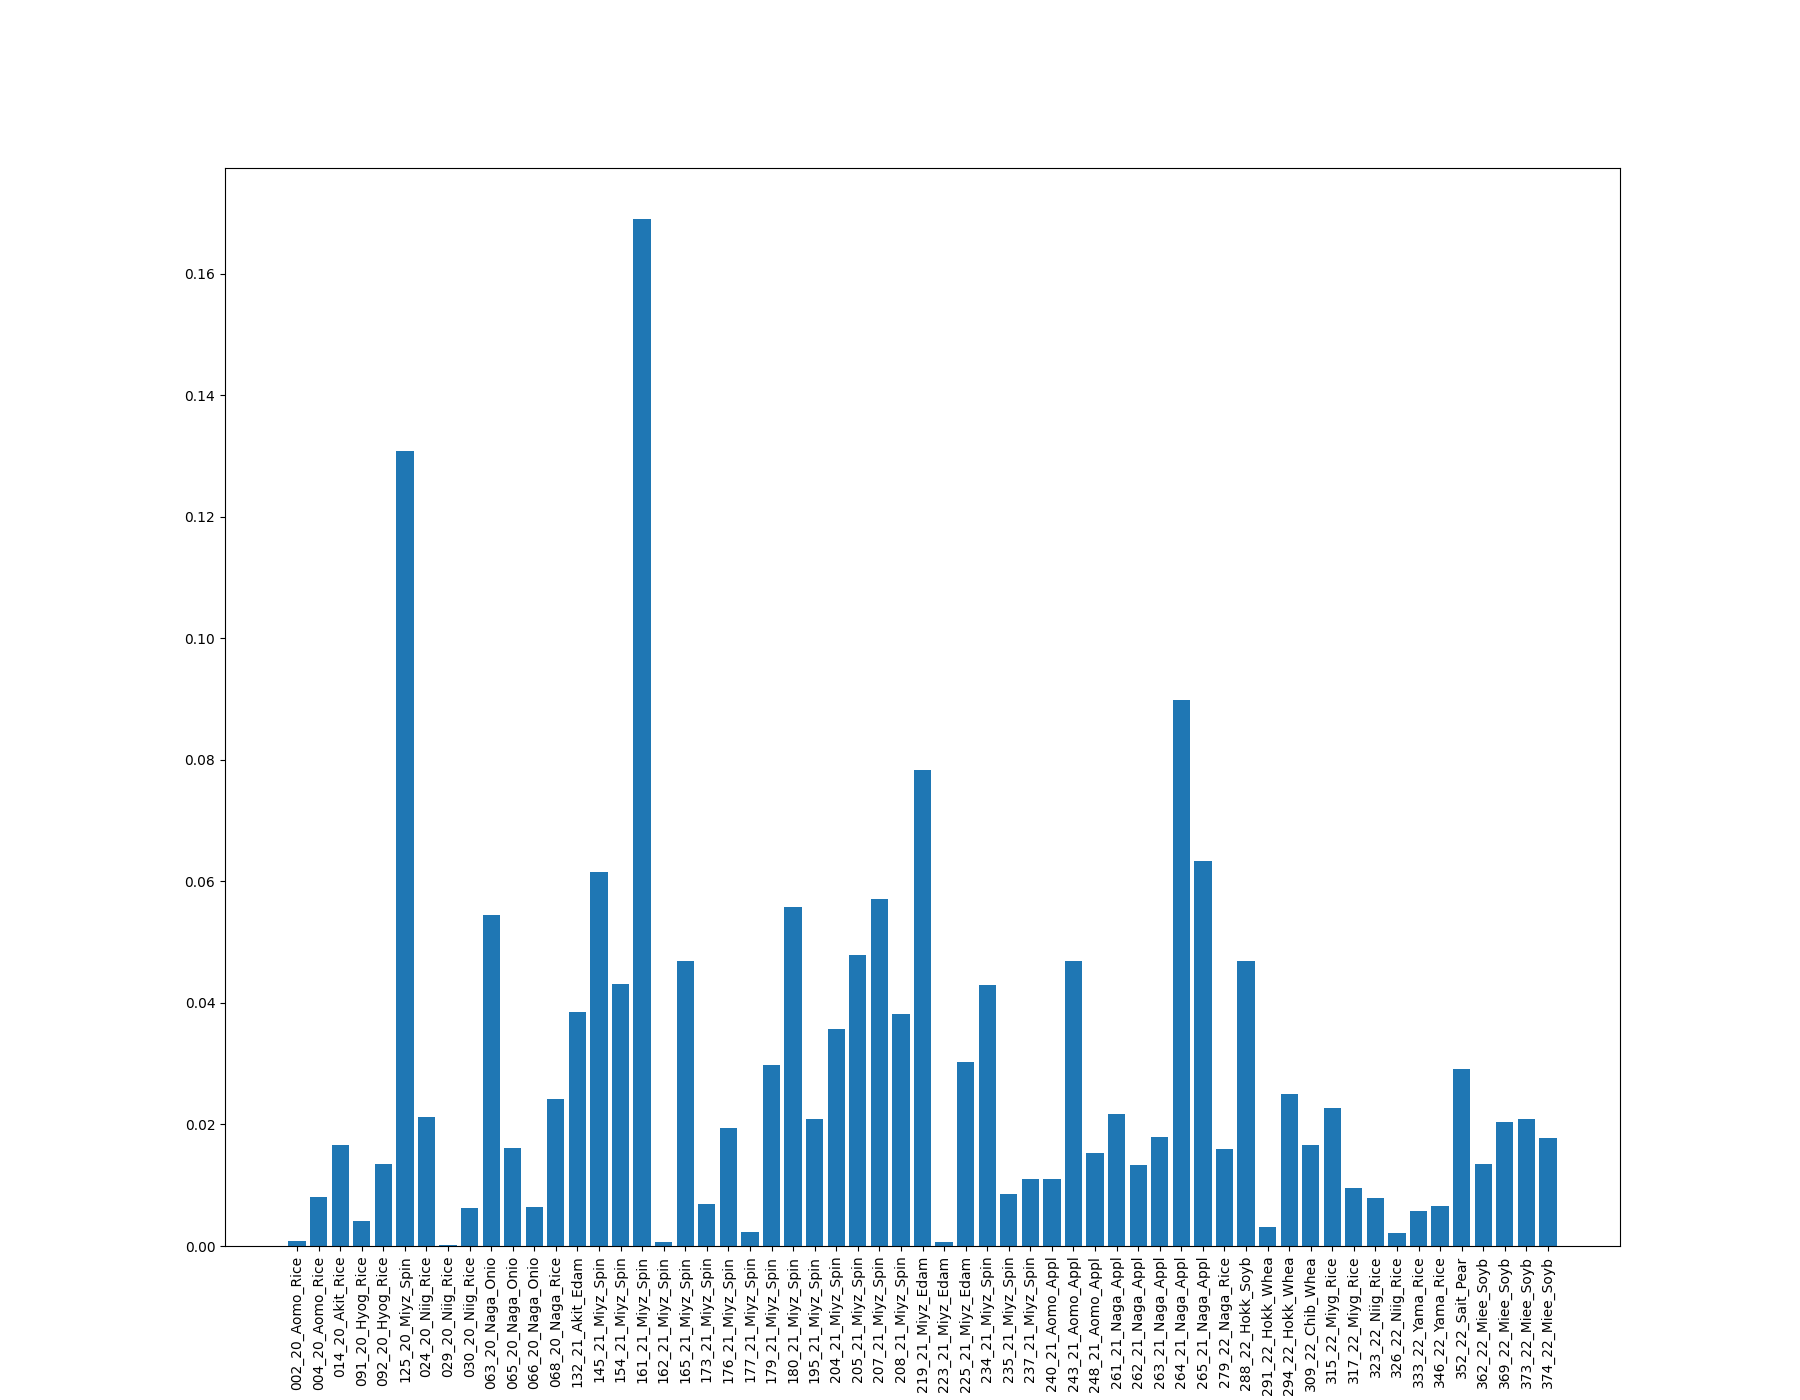 0.16
0.14
0.12
0.10
0.08
0.06
0.04
0.02
0.00
002_20_Aomo_Rice
004_20_Aomo_Rice
014_20_Akit_Rice
091_20_Hyog_Rice
092_20_Hyog_Rice
125_20_Miyz_Spin
024_20_Niig_Rice
029_20_Niig_Rice
030_20_Niig_Rice
063_20_Naga_Onio
065_20_Naga_Onio
066_20_Naga_Onio
068_20_Naga_Rice
132_21_Akit_Edam
145_21_Miyz_Spin
154_21_Miyz_Spin
161_21_Miyz_Spin
162_21_Miyz_Spin
165_21_Miyz_Spin
173_21_Miyz_Spin
176_21_Miyz_Spin
177_21_Miyz_Spin
179_21_Miyz_Spin
180_21_Miyz_Spin
195_21_Miyz_Spin
204_21_Miyz_Spin
205_21_Miyz_Spin
207_21_Miyz_Spin
208_21_Miyz_Spin
219_21_Miyz_Edam
223_21_Miyz_Edam
225_21_Miyz_Edam
234_21_Miyz_Spin
235_21_Miyz_Spin
237_21_Miyz_Spin
240_21_Aomo_Appl
243_21_Aomo_Appl
248_21_Aomo_Appl
261_21_Naga_Appl
262_21_Naga_Appl
263_21_Naga_Appl
264_21_Naga_Appl
265_21_Naga_Appl
279_22_Naga_Rice
288_22_Hokk_Soyb
291_22_Hokk_Whea
294_22_Hokk_Whea
309_22_Chib_Whea
315_22_Miyg_Rice
317_22_Miyg_Rice
323_22_Niig_Rice
326_22_Niig_Rice
333_22_Yama_Rice
346_22_Yama_Rice
352_22_Sait_Pear
362_22_Miee_Soyb
369_22_Miee_Soyb
373_22_Miee_Soyb
374_22_Miee_Soyb